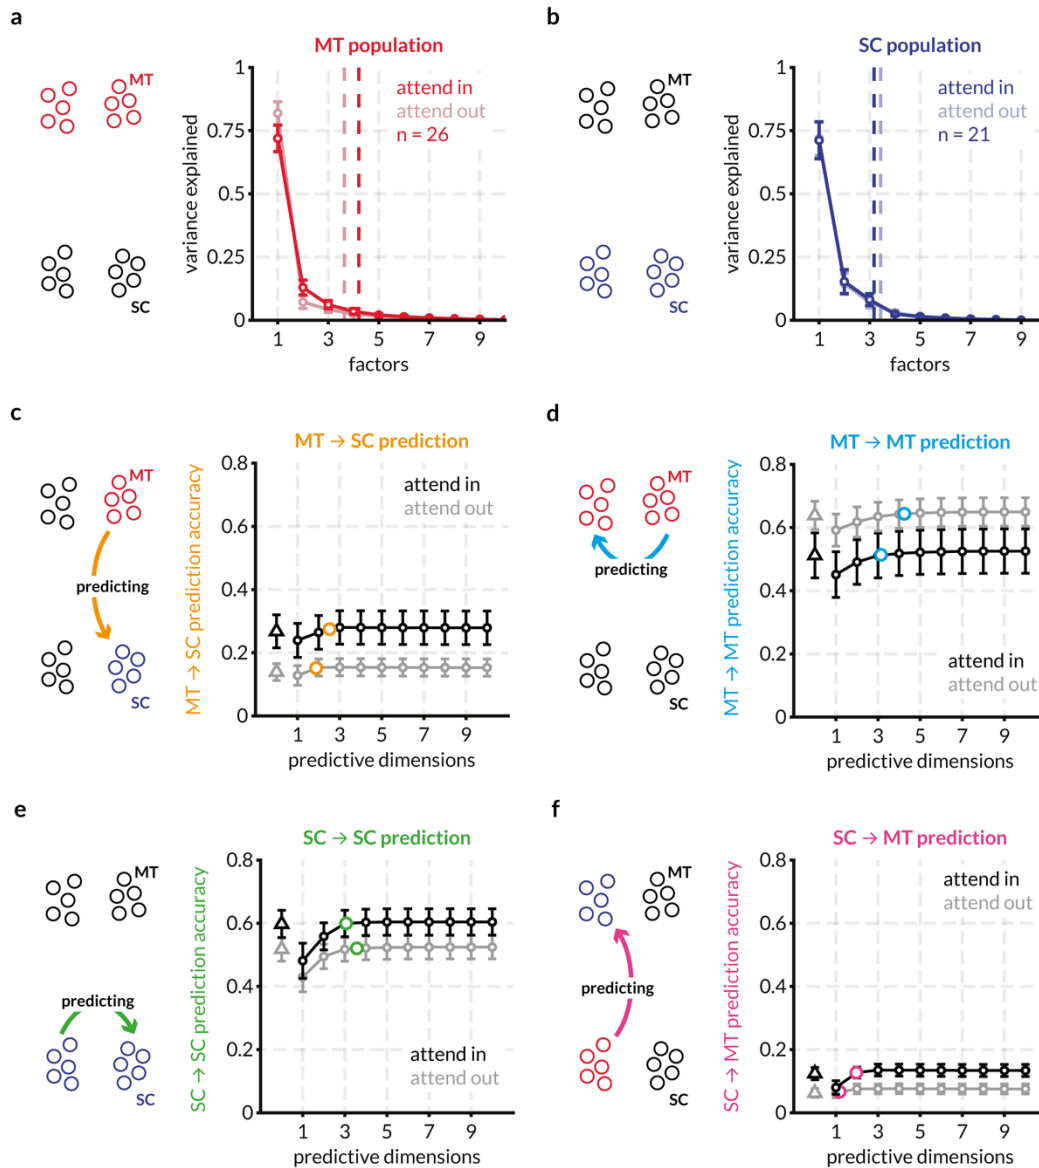 a
MT population
MT
SC
variance explained
1
0.75
0.5
0.25
0
attend in
attend out
n = 26
1 3 5 7 9
factors
b
SC population
MT
SC
variance explained
1
0.75
0.5
0.25
0
attend in
attend out
n = 21
1 3 5 7 9
factors
c
MT → SC prediction
MT
predicting
SC
MT → SC prediction accuracy
0.8
0.6
0.4
0.2
0
attend in
attend out
1 3 5 7 9
predictive dimensions
d
MT → MT prediction
MT
predicting
SC
MT → MT prediction accuracy
0.8
0.6
0.4
0.2
0
attend in
attend out
1 3 5 7 9
predictive dimensions
e
SC → SC prediction
MT
predicting
SC
SC → SC prediction accuracy
0.8
0.6
0.4
0.2
0
attend in
attend out
1 3 5 7 9
predictive dimensions
f
SC → MT prediction
MT
predicting
SC
SC → MT prediction accuracy
0.8
0.6
0.4
0.2
0
attend in
attend out
1 3 5 7 9
predictive dimensions